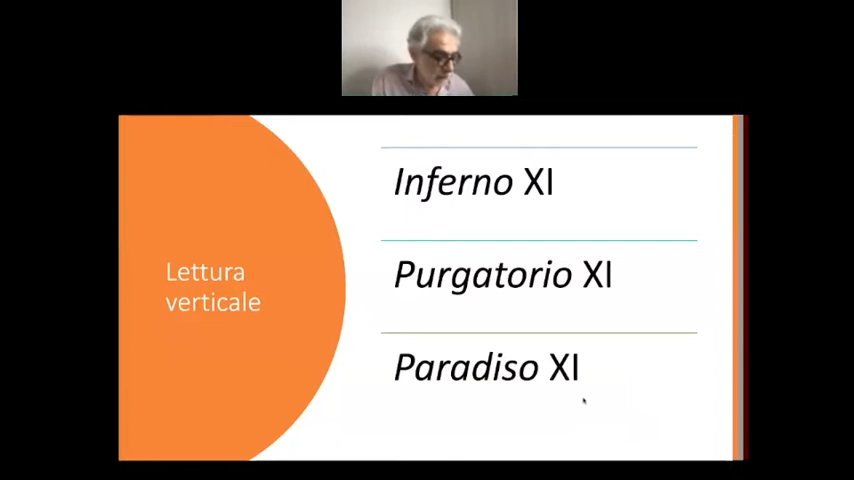 Lettura
verticale
Inferno XI
Purgatorio XI
Paradiso XI